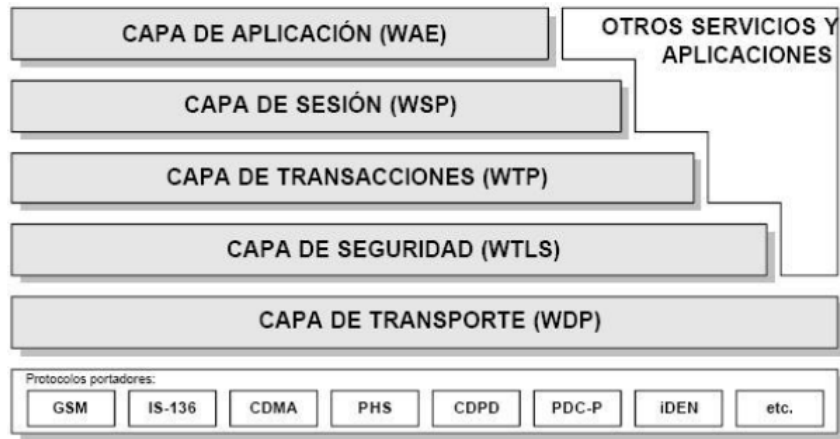 CAPA DE APLICACIÓN (WAE)
OTROS SERVICIOS Y
APLICACIONES
CAPA DE SESIÓN (WSP)
CAPA DE TRANSACCIONES (WTP)
CAPA DE SEGURIDAD (WTLS)
CAPA DE TRANSPORTE (WDP)
Protocolos portadores:
GSM IS-136 CDMA PHS CDPD PDC-P iDEN etc.